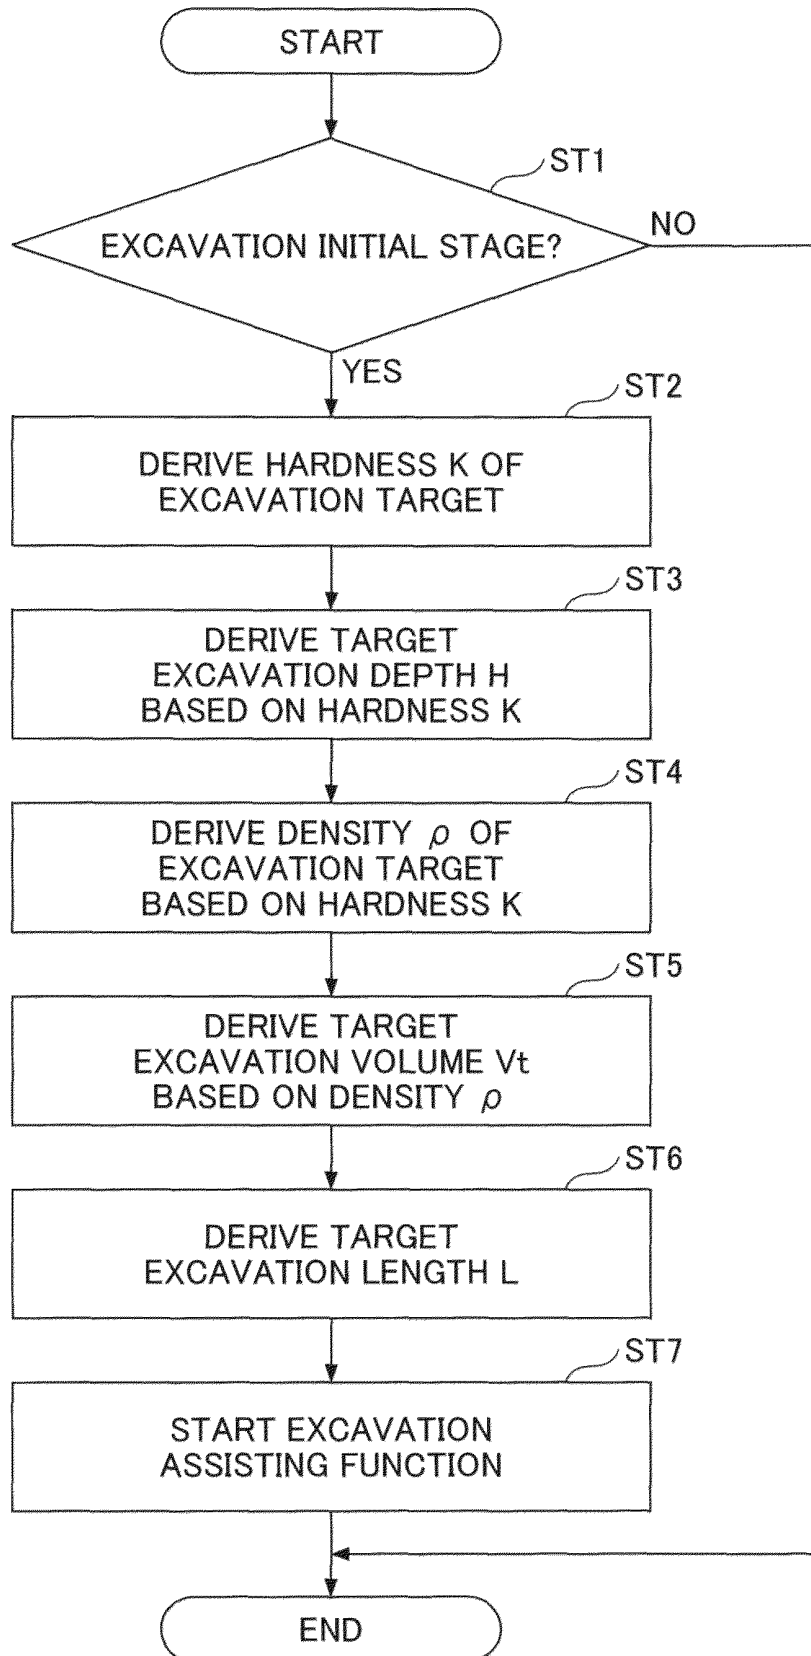 START
ST1
EXCAVATION INITIAL STAGE?
NO
YES
ST2
DERIVE HARDNESS K OF
EXCAVATION TARGET
ST3
DERIVE TARGET
EXCAVATION DEPTH H
BASED ON HARDNESS K
ST4
DERIVE DENSITY ρ OF
EXCAVATION TARGET
BASED ON HARDNESS K
ST5
DERIVE TARGET
EXCAVATION VOLUME Vt
BASED ON DENSITY ρ
ST6
DERIVE TARGET
EXCAVATION LENGTH L
ST7
START EXCAVATION
ASSISTING FUNCTION
END